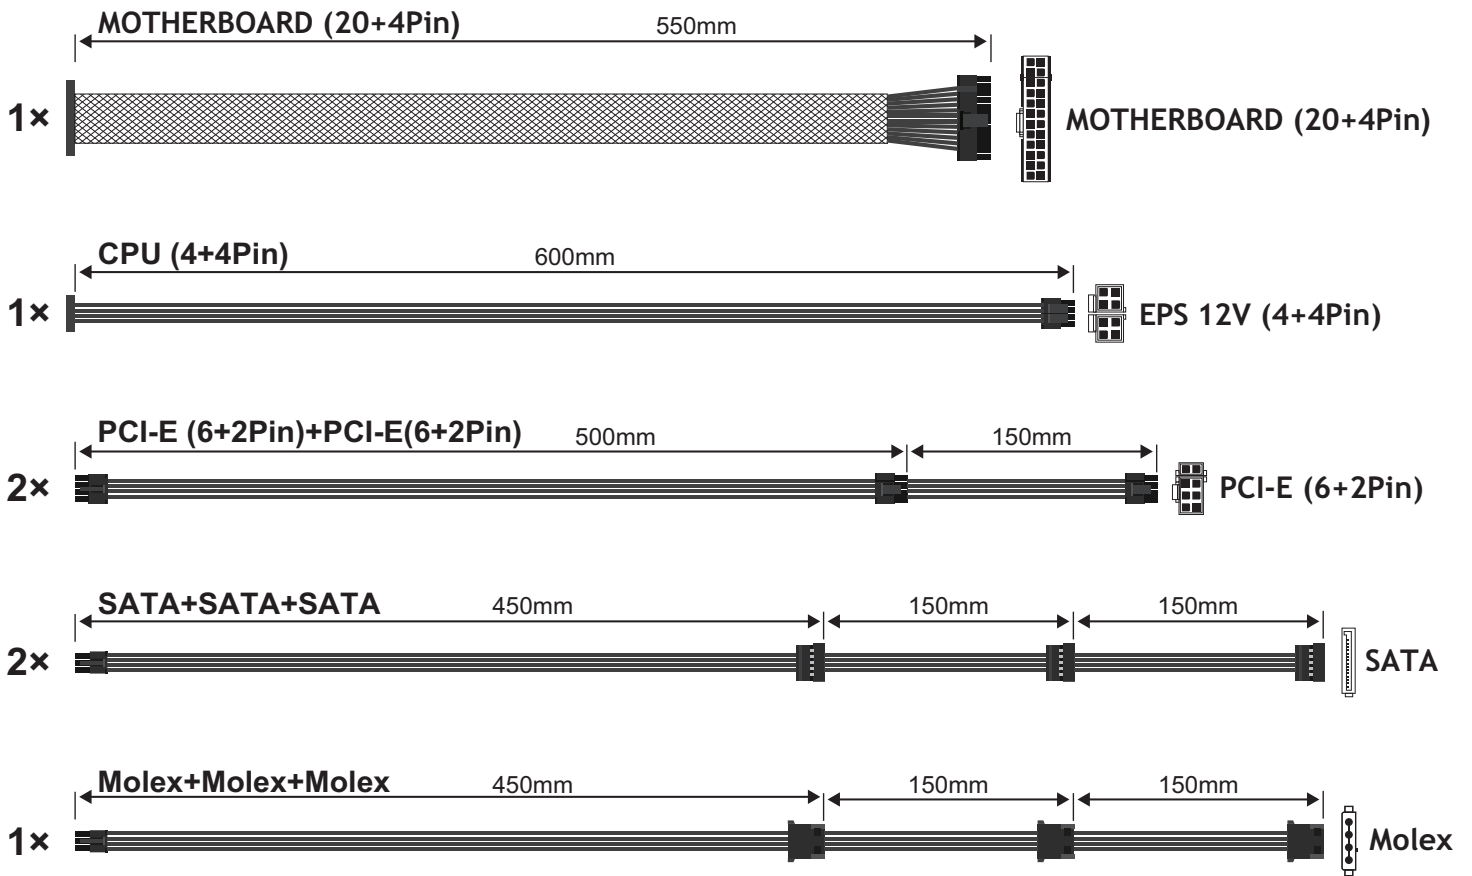 MOTHERBOARD (20+4Pin)
550mm
1×
MOTHERBOARD (20+4Pin)
CPU (4+4Pin)
600mm
1×
EPS 12V (4+4Pin)
PCI-E (6+2Pin)+PCI-E(6+2Pin)
500mm
150mm
2×
PCI-E (6+2Pin)
SATA+SATA+SATA
450mm
150mm
150mm
2×
SATA
Molex+Molex+Molex
450mm
150mm
150mm
1×
Molex